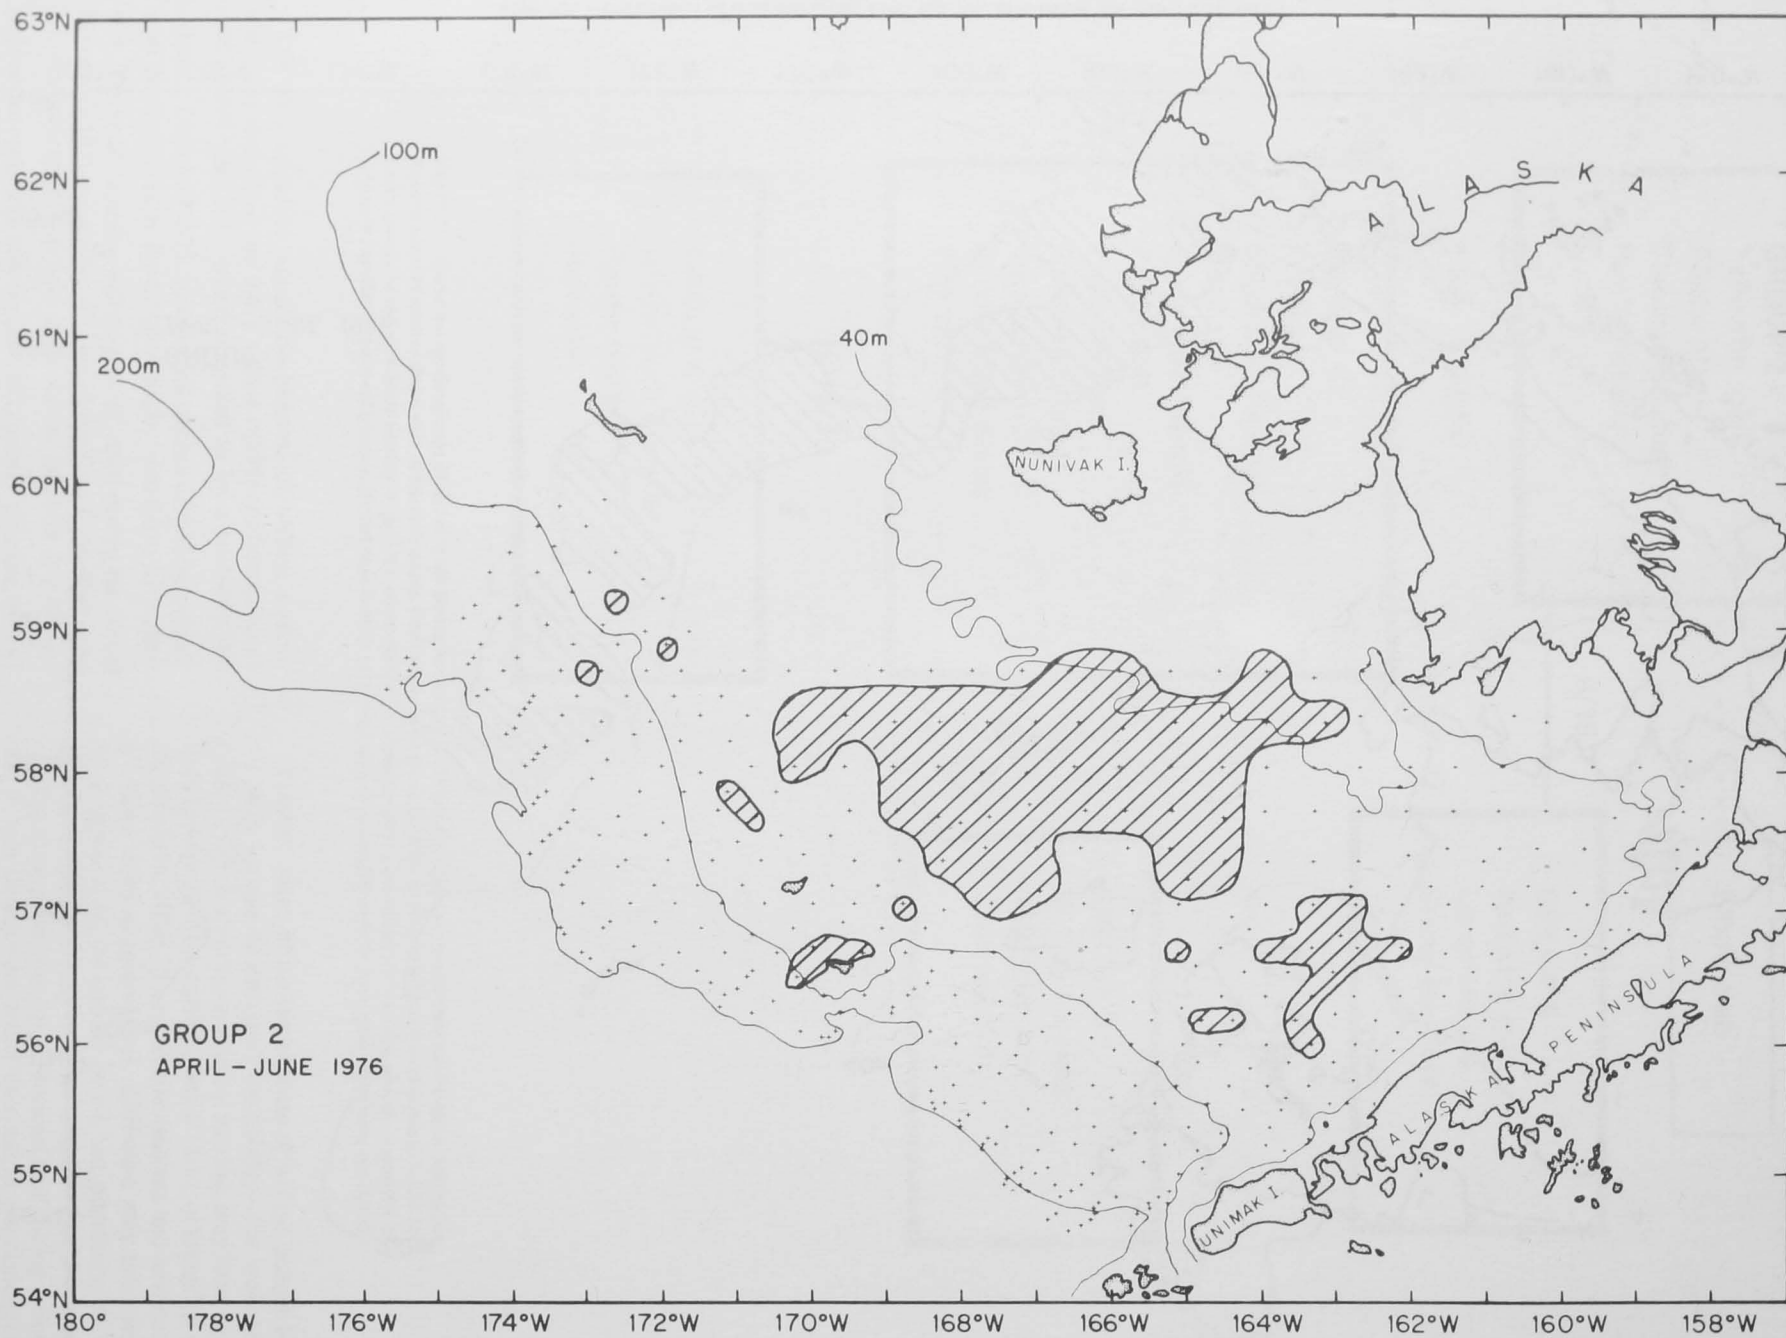 63°N
100m
62°N
ALASKA
61°N
40m
200m
60°N
NUNIVAK I.
59°N
58°N
57°N
GROUP 2
56°N
APRIL – JUNE 1976
ALASKA PENINSULA
55°N
UNIMAK I.
54°N
180° 178°W 176°W 174°W 172°W 170°W 168°W 166°W 164°W 162°W 160°W 158°W